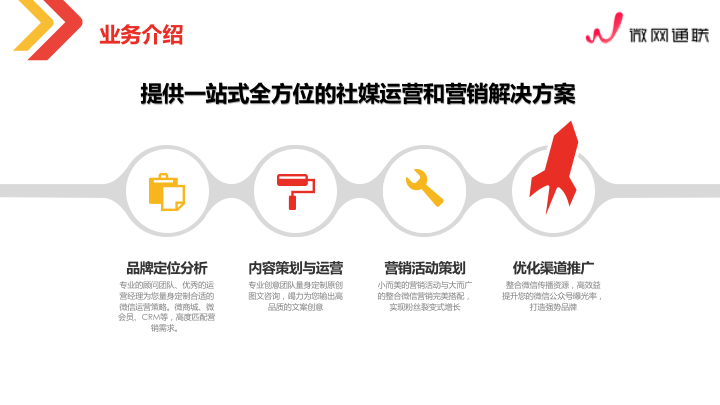 业务介绍
微网通联
提供一站式全方位的社媒运营和营销解决方案
品牌定位分析
专业的顾问团队、优秀的运
营经理为您量身定制合适的
微信运营策略。微商城、微
会员、CRM等,高度匹配营
销需求。
内容策划与运营
专业创意团队量身定制原创
图文咨询,竭力为您输出高
品质的文案创意
营销活动策划
小而美的营销活动与大而广
的整合微信营销完美搭配,
实现粉丝裂变式增长
优化渠道推广
整合微信传播资源,高效益
提升您的微信公众号曝光率,
打造强势品牌